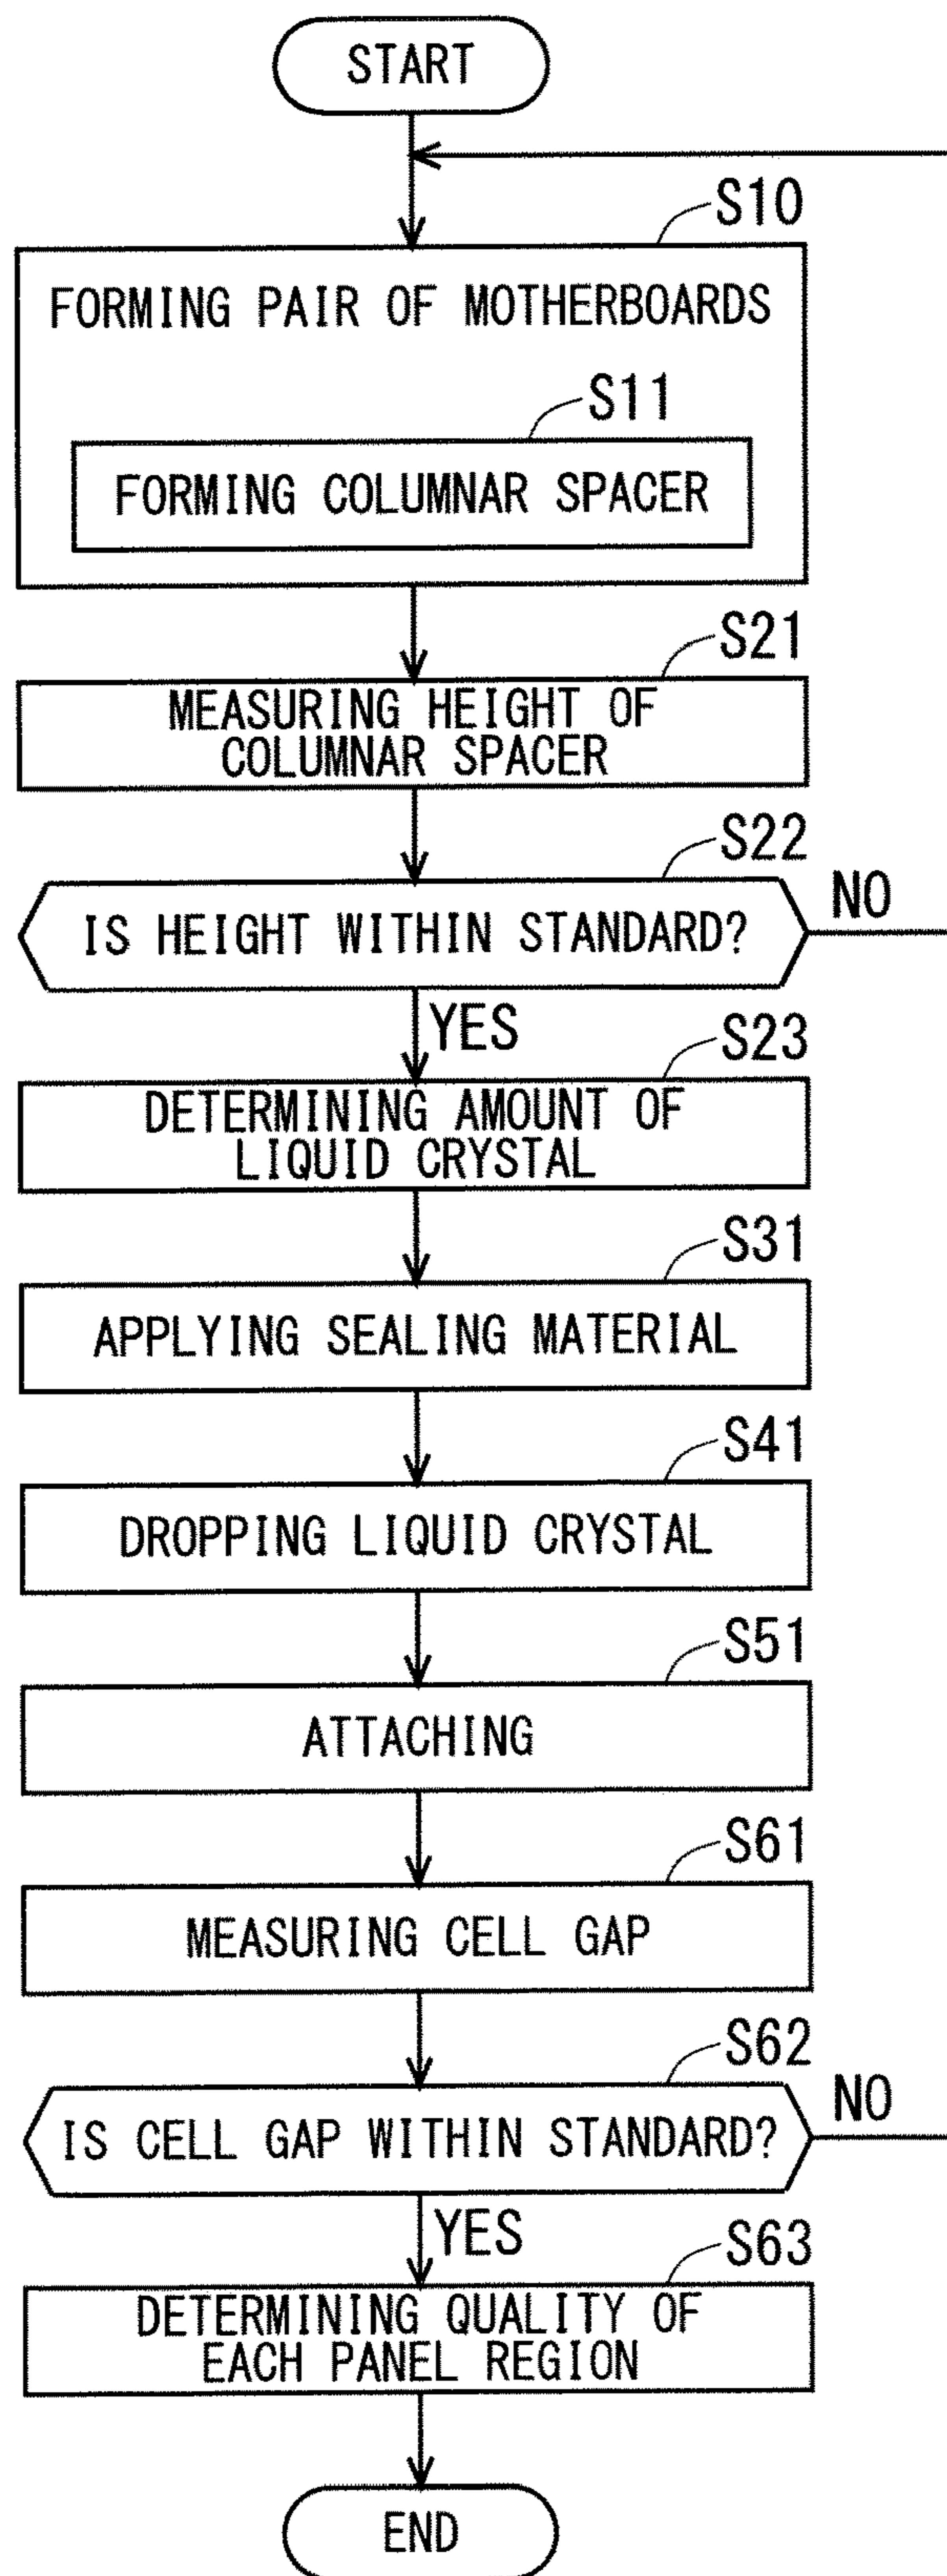 START
S10
FORMING PAIR OF MOTHERBOARDS
S11
FORMING COLUMNAR SPACER
S21
MEASURING HEIGHT OF
COLUMNAR SPACER
S22
IS HEIGHT WITHIN STANDARD?
NO
YES
S23
DETERMINING AMOUNT OF
LIQUID CRYSTAL
S31
APPLYING SEALING MATERIAL
S41
DROPPING LIQUID CRYSTAL
S51
ATTACHING
S61
MEASURING CELL GAP
S62
IS CELL GAP WITHIN STANDARD?
NO
YES
S63
DETERMINING QUALITY OF
EACH PANEL REGION
END